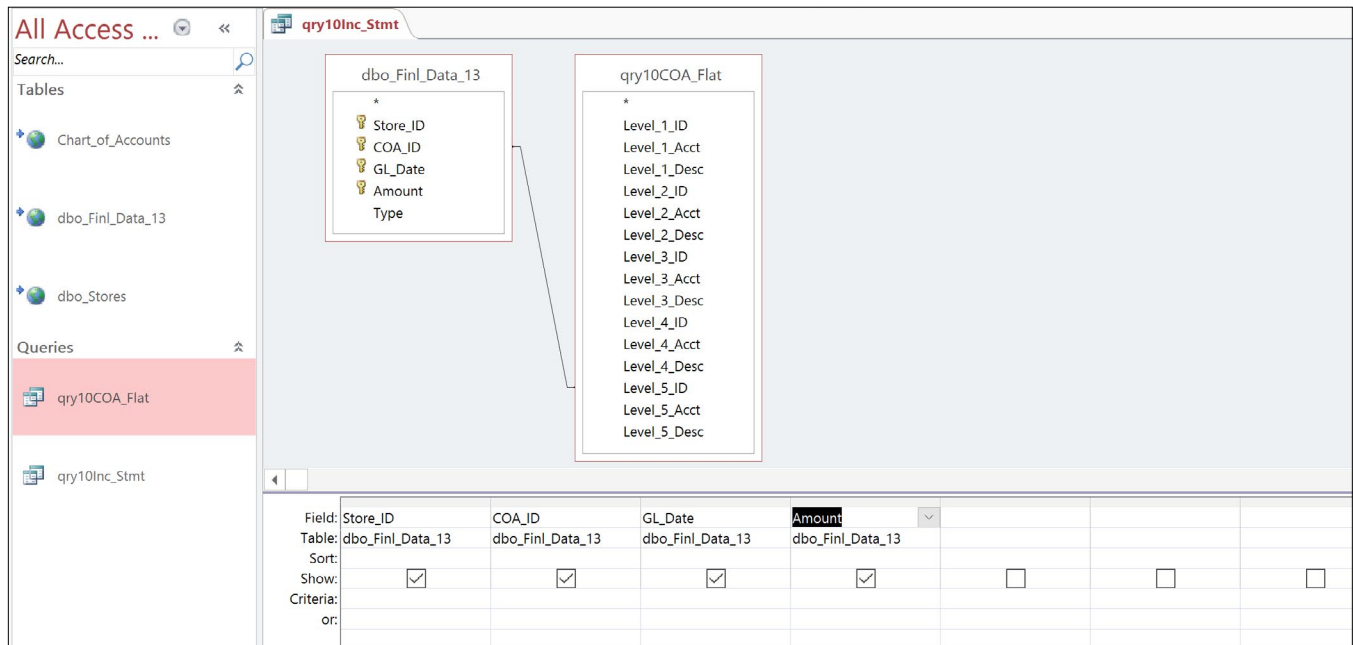 All Access ...
Search...
Tables
Chart_of_Accounts
dbo_Finl_Data_13
dbo_Stores
Queries
qry10COA_Flat
qry10Inc_Stmt
qry10Inc_Stmt
dbo_Finl_Data_13
*
Store_ID
COA_ID
GL_Date
Amount
Type
qry10COA_Flat
*
Level_1_ID
Level_1_Acct
Level_1_Desc
Level_2_ID
Level_2_Acct
Level_2_Desc
Level_3_ID
Level_3_Acct
Level_3_Desc
Level_4_ID
Level_4_Acct
Level_4_Desc
Level_5_ID
Level_5_Acct
Level_5_Desc
Field: Store_ID COA_ID GL_Date Amount
Table: dbo_Finl_Data_13 dbo_Finl_Data_13 dbo_Finl_Data_13 dbo_Finl_Data_13
Sort:
Show:
Criteria:
or: